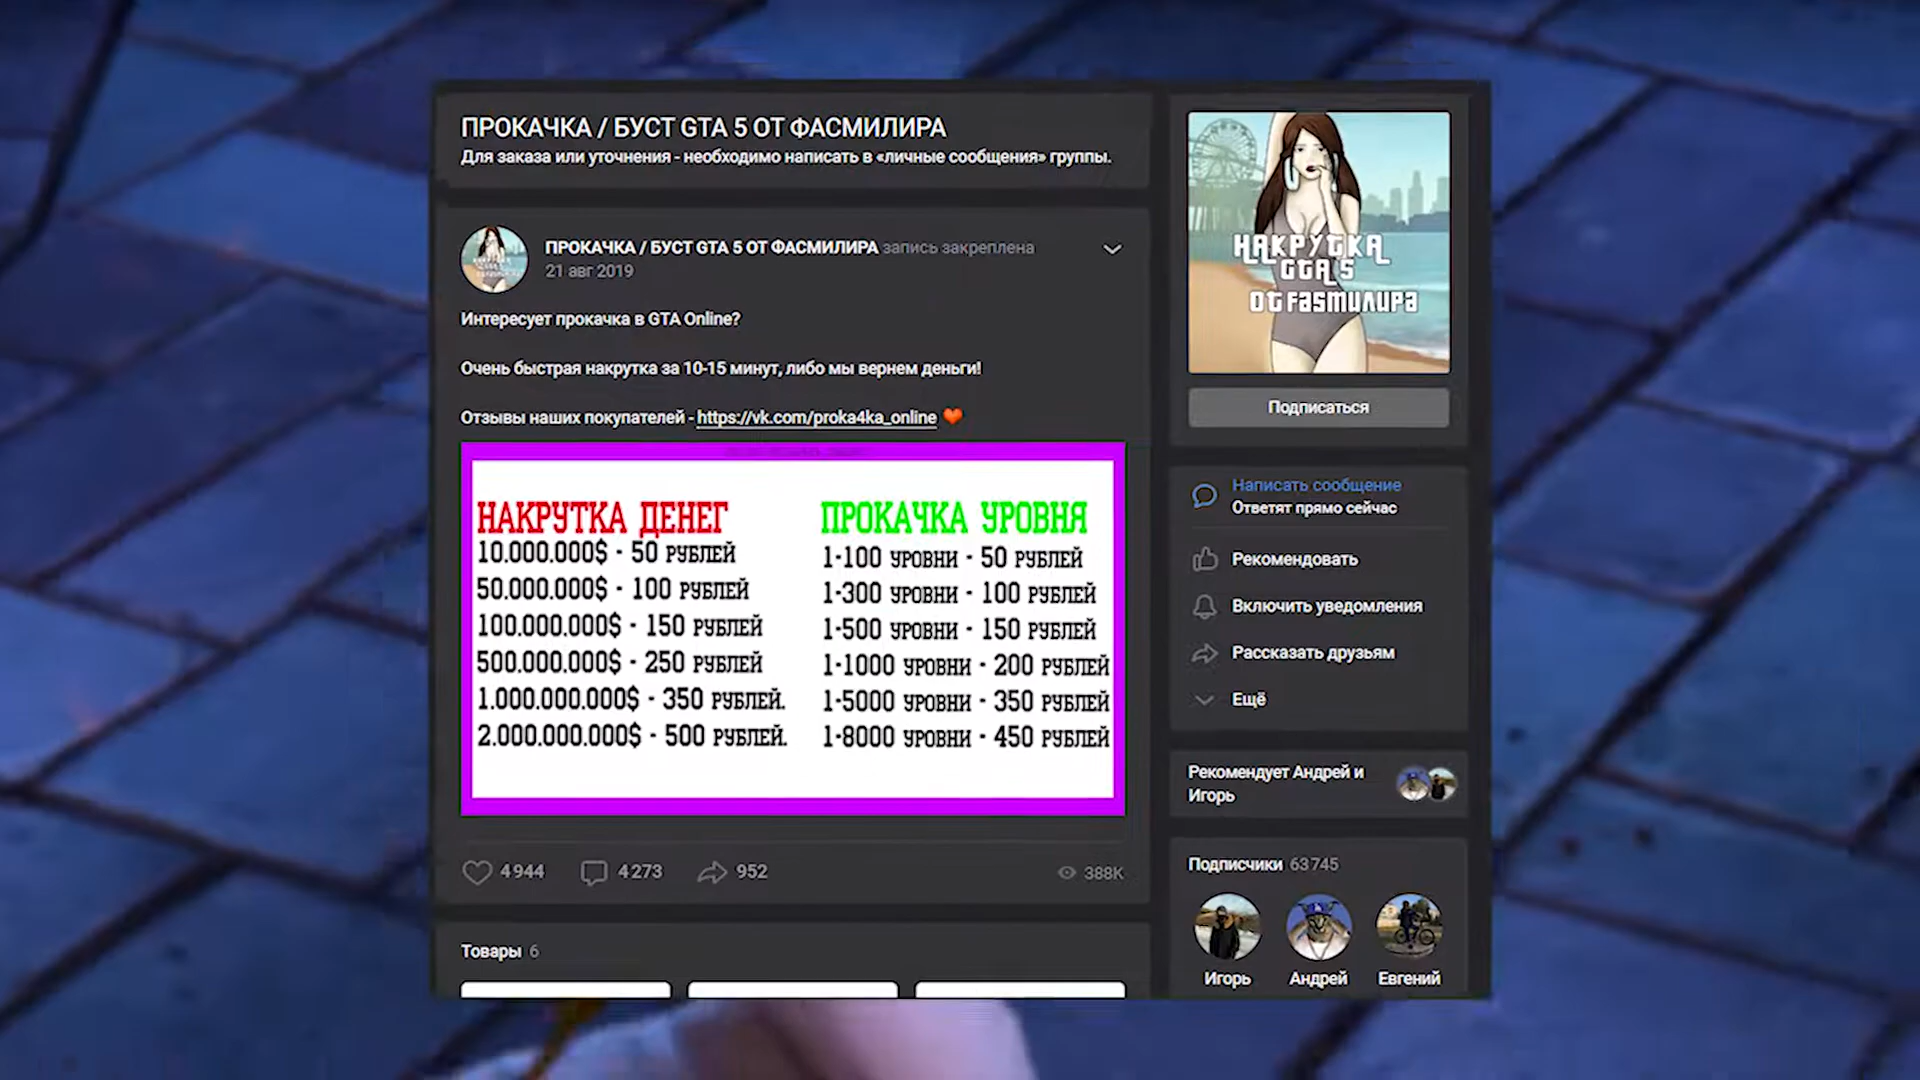 ПРОКАЧКА / БУСТ GTA 5 ОТ ФАСМИЛИРА
Для заказа или уточнения - необходимо написать в «личные сообщения» группы.
ПРОКАЧКА / БУСТ GTA 5 ОТ ФАСМИЛИРА запись закреплена
21 авг 2019
Интересует прокачка в GTA Online?
Очень быстрая накрутка за 10-15 минут, либо мы вернем деньги!
Отзывы наших покупателей - https://vk.com/proka4ka_online
НАКРУТКА ДЕНЕГ
10.000.000$ - 50 РУБЛЕЙ
50.000.000$ - 100 РУБЛЕЙ
100.000.000$ - 150 РУБЛЕЙ
500.000.000$ - 250 РУБЛЕЙ
1.000.000.000$ - 350 РУБЛЕЙ.
2.000.000.000$ - 500 РУБЛЕЙ.
ПРОКАЧКА УРОВНЯ
1-100 УРОВНИ - 50 РУБЛЕЙ
1-300 УРОВНИ - 100 РУБЛЕЙ
1-500 УРОВНИ - 150 РУБЛЕЙ
1-1000 УРОВНИ - 200 РУБЛЕЙ
1-5000 УРОВНИ - 350 РУБЛЕЙ
1-8000 УРОВНИ - 450 РУБЛЕЙ
4 944 4 273 952 388K
Товары 6
НАКРУТКА
GTA 5
ОТ FASMИЛИРА
Подписаться
Написать сообщение
Ответят прямо сейчас
Рекомендовать
Включить уведомления
Рассказать друзьям
Ещё
Рекомендует Андрей и
Игорь
Подписчики 63 745
Игорь Андрей Евгений